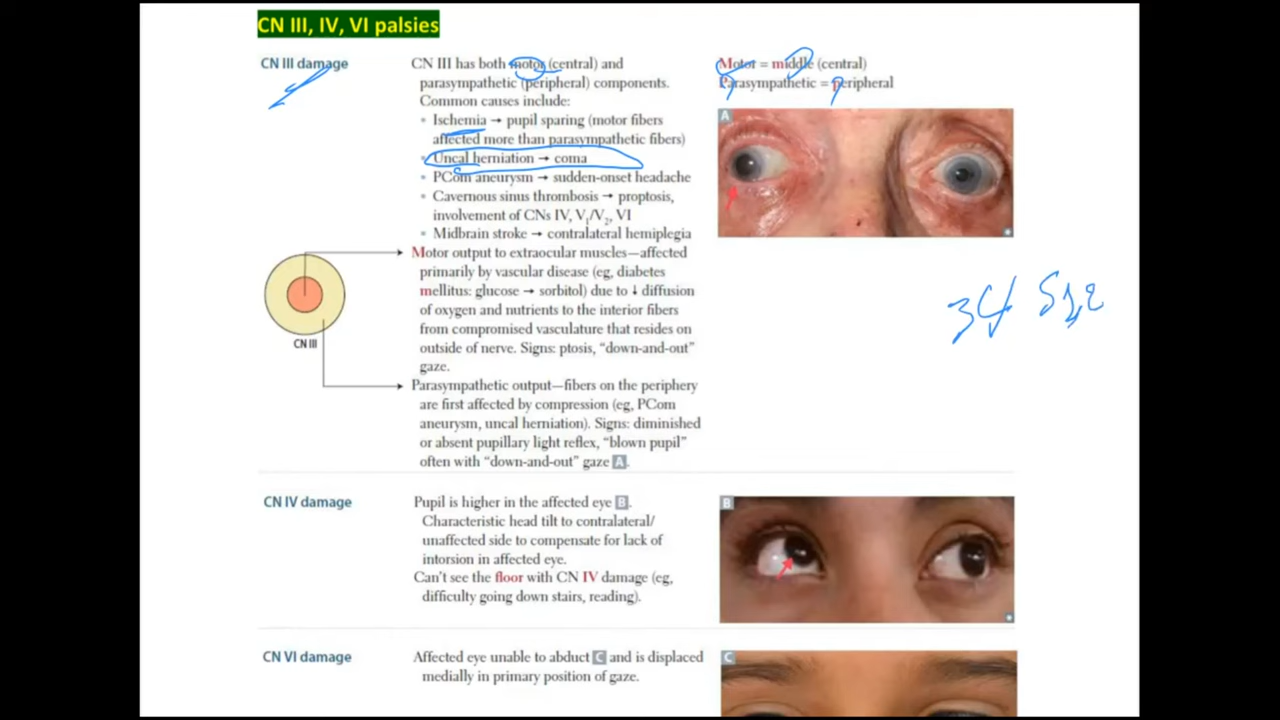 CN III, IV, VI palsies
CN III damage
CN III has both motor (central) and
parasympathetic (peripheral) components.
Common causes include:
• Ischemia → pupil sparing (motor fibers
affected more than parasympathetic fibers)
• Uncal herniation → coma
• PCom aneurysm → sudden-onset headache
• Cavernous sinus thrombosis → proptosis,
involvement of CNs IV, V1/V2, VI
• Midbrain stroke → contralateral hemiplegia
Motor output to extraocular muscles—affected
primarily by vascular disease (eg, diabetes
mellitus: glucose → sorbitol) due to ↓ diffusion
of oxygen and nutrients to the interior fibers
from compromised vasculature that resides on
outside of nerve. Signs: ptosis, “down-and-out”
gaze.
Parasympathetic output—fibers on the periphery
are first affected by compression (eg, PCom
aneurysm, uncal herniation). Signs: diminished
or absent pupillary light reflex, “blown pupil”
often with “down-and-out” gaze A.
CN III
Motor = middle (central)
Parasympathetic = peripheral
A
CN IV damage
Pupil is higher in the affected eye B.
Characteristic head tilt to contralateral/
unaffected side to compensate for lack of
intorsion in affected eye.
Can’t see the floor with CN IV damage (eg,
difficulty going down stairs, reading).
B
CN VI damage
Affected eye unable to abduct C and is displaced
medially in primary position of gaze.
C